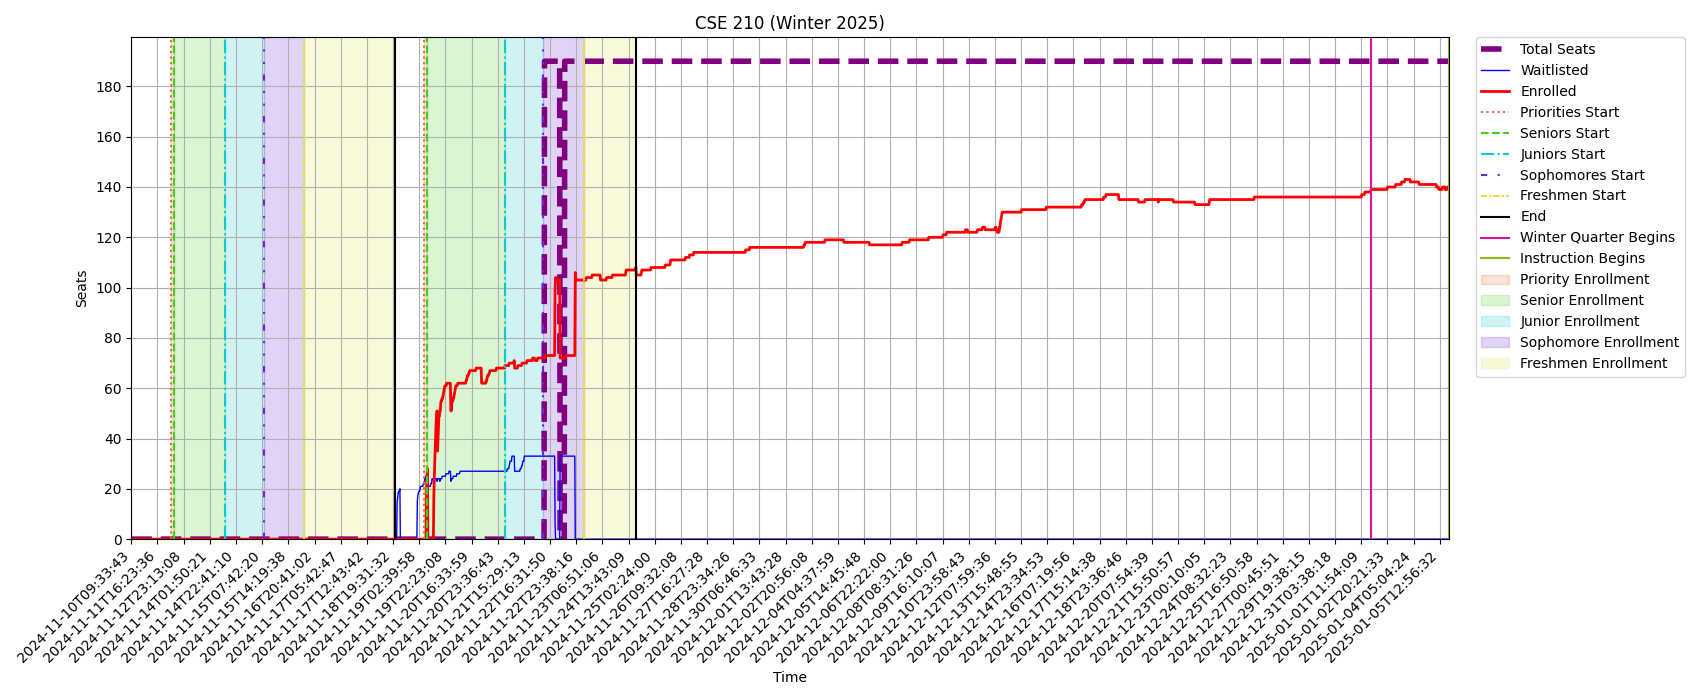 CSE 210 (Winter 2025)
Total Seats
Waitlisted
Enrolled
Priorities Start
Seniors Start
Juniors Start
Sophomores Start
Freshmen Start
End
Winter Quarter Begins
Instruction Begins
Priority Enrollment
Senior Enrollment
Junior Enrollment
Sophomore Enrollment
Freshmen Enrollment
Seats
180
160
140
120
100
80
60
40
20
0
2024-11-10T09:33:43
2024-11-11T16:23:36
2024-11-12T23:13:08
2024-11-14T01:50:21
2024-11-14T22:41:10
2024-11-15T07:42:20
2024-11-15T14:19:38
2024-11-16T20:41:02
2024-11-17T05:42:47
2024-11-17T12:43:42
2024-11-18T19:31:32
2024-11-19T02:39:58
2024-11-19T22:23:08
2024-11-20T16:33:59
2024-11-20T23:36:43
2024-11-21T15:29:13
2024-11-22T16:31:50
2024-11-22T23:38:16
2024-11-23T06:51:06
2024-11-24T13:43:09
2024-11-25T02:24:00
2024-11-26T09:32:08
2024-11-27T16:27:28
2024-11-28T23:34:26
2024-11-30T06:46:33
2024-12-01T13:43:28
2024-12-02T20:56:08
2024-12-04T04:37:59
2024-12-05T14:45:48
2024-12-06T22:22:00
2024-12-08T08:31:26
2024-12-09T16:10:07
2024-12-10T23:58:43
2024-12-12T07:59:36
2024-12-13T15:48:55
2024-12-14T23:34:53
2024-12-16T07:19:56
2024-12-17T15:14:38
2024-12-18T23:36:46
2024-12-20T07:54:39
2024-12-21T15:50:57
2024-12-23T00:10:05
2024-12-24T08:32:23
2024-12-25T16:50:58
2024-12-27T00:45:51
2024-12-29T19:38:15
2024-12-31T03:38:18
2025-01-01T11:54:09
2025-01-02T20:21:33
2025-01-04T05:04:24
2025-01-05T12:56:32
Time